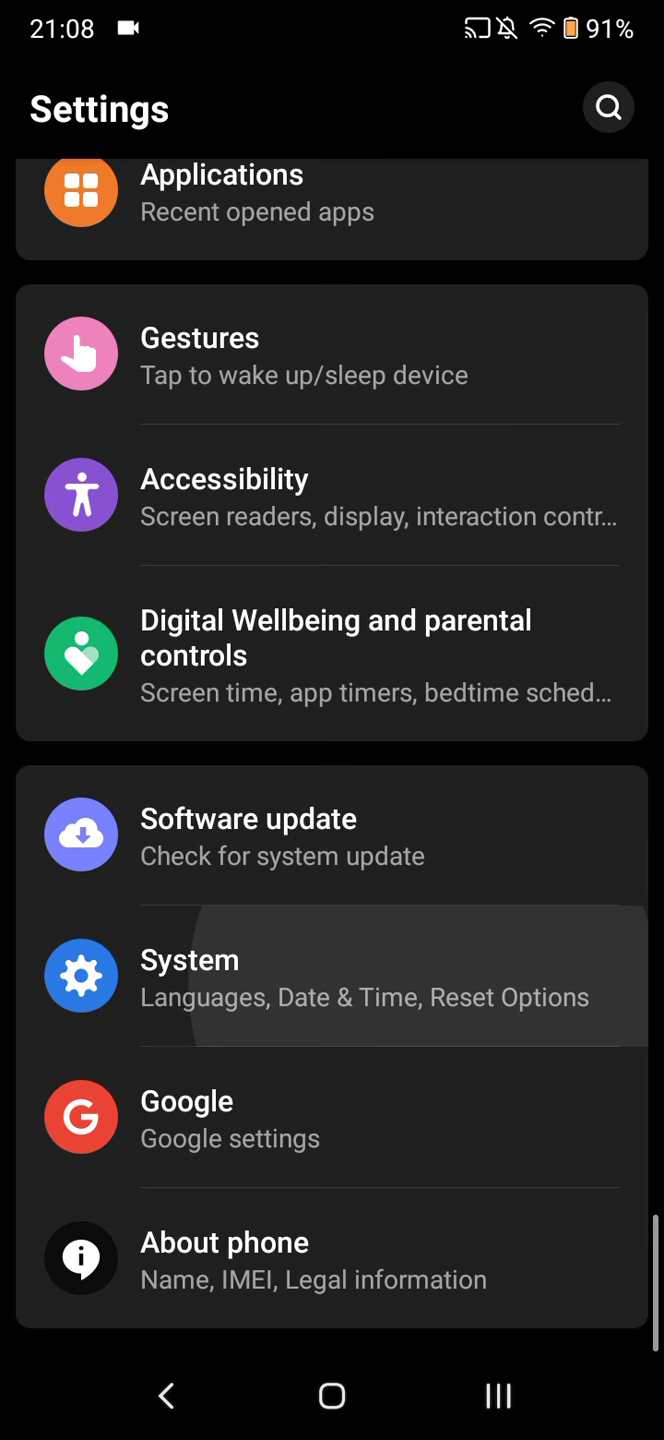 21:08
91%
Settings
Applications
Recent opened apps
Gestures
Tap to wake up/sleep device
Accessibility
Screen readers, display, interaction contr…
Digital Wellbeing and parental
controls
Screen time, app timers, bedtime sched…
Software update
Check for system update
System
Languages, Date & Time, Reset Options
Google
Google settings
About phone
Name, IMEI, Legal information